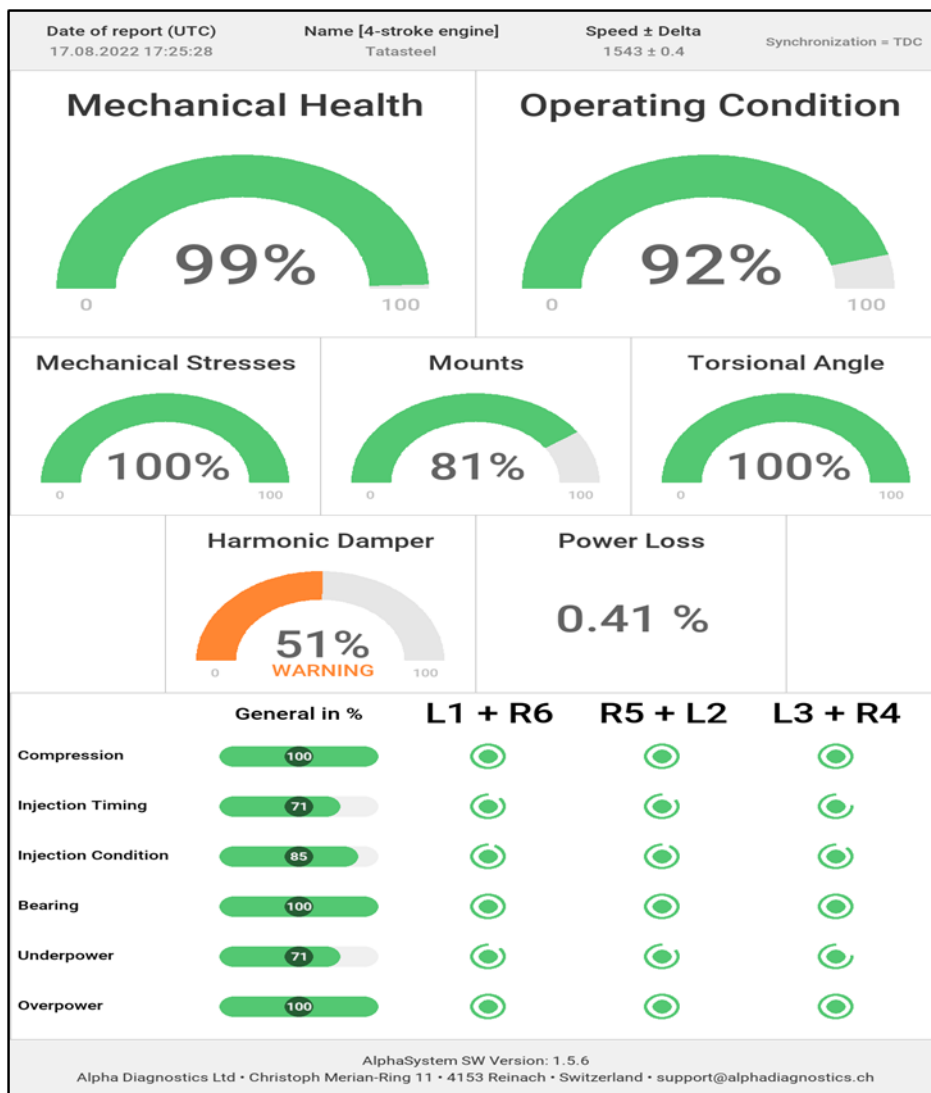 Date of report (UTC) Name [4-stroke engine] Speed ± Delta Synchronization = TDC
17.08.2022 17:25:28 Tatasteel 1543 ± 0.4
Mechanical Health Operating Condition
99% 92%
0 100 0 100
Mechanical Stresses Mounts Torsional Angle
100% 81% 100%
0 100 0 100 0 100
Harmonic Damper Power Loss
51% 0.41 %
0 WARNING 100
General in % L1 + R6 R5 + L2 L3 + R4
Compression 100
Injection Timing 71
Injection Condition 85
Bearing 100
Underpower 71
Overpower 100
AlphaSystem SW Version: 1.5.6
Alpha Diagnostics Ltd • Christoph Merian-Ring 11 • 4153 Reinach • Switzerland • support@alphadiagnostics.ch